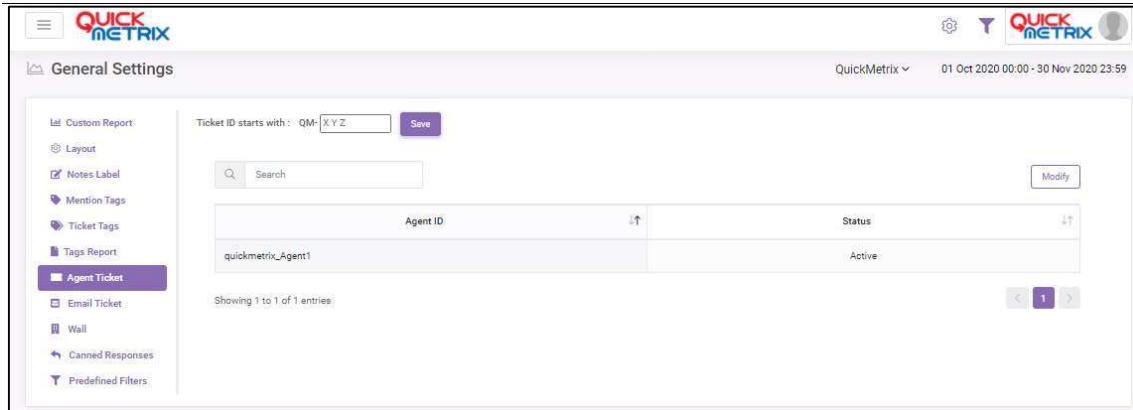 QUICK METRIX
QUICK METRIX
General Settings
QuickMetrix
01 Oct 2020 00:00 - 30 Nov 2020 23:59
Custom Report
Layout
Notes Label
Mention Tags
Ticket Tags
Tags Report
Agent Ticket
Email Ticket
Wall
Canned Responses
Predefined Filters
Ticket ID starts with : QM- X Y Z Save
Search
Modify
Agent ID Status
quickmetrix_Agent1 Active
Showing 1 to 1 of 1 entries
< 1 >